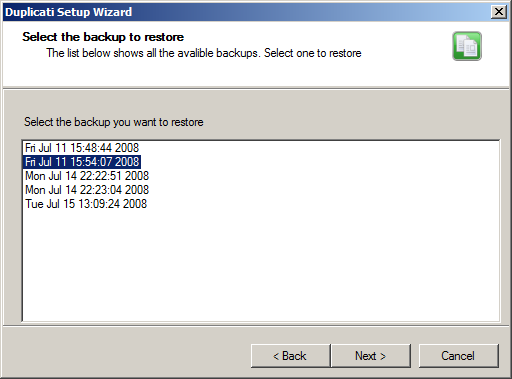 Duplicati Setup Wizard
Select the backup to restore
The list below shows all the avalible backups. Select one to restore
Select the backup you want to restore
Fri Jul 11 15:48:44 2008
Fri Jul 11 15:54:07 2008
Mon Jul 14 22:22:51 2008
Mon Jul 14 22:23:04 2008
Tue Jul 15 13:09:24 2008
< Back Next > Cancel